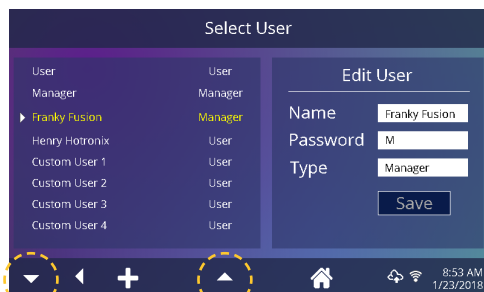 Select User
User User
Manager Manager
Franky Fusion Manager
Henry Hotronix User
Custom User 1 User
Custom User 2 User
Custom User 3 User
Custom User 4 User
Edit User
Name Franky Fusion
Password M
Type Manager
Save
8:53 AM
1/23/2018